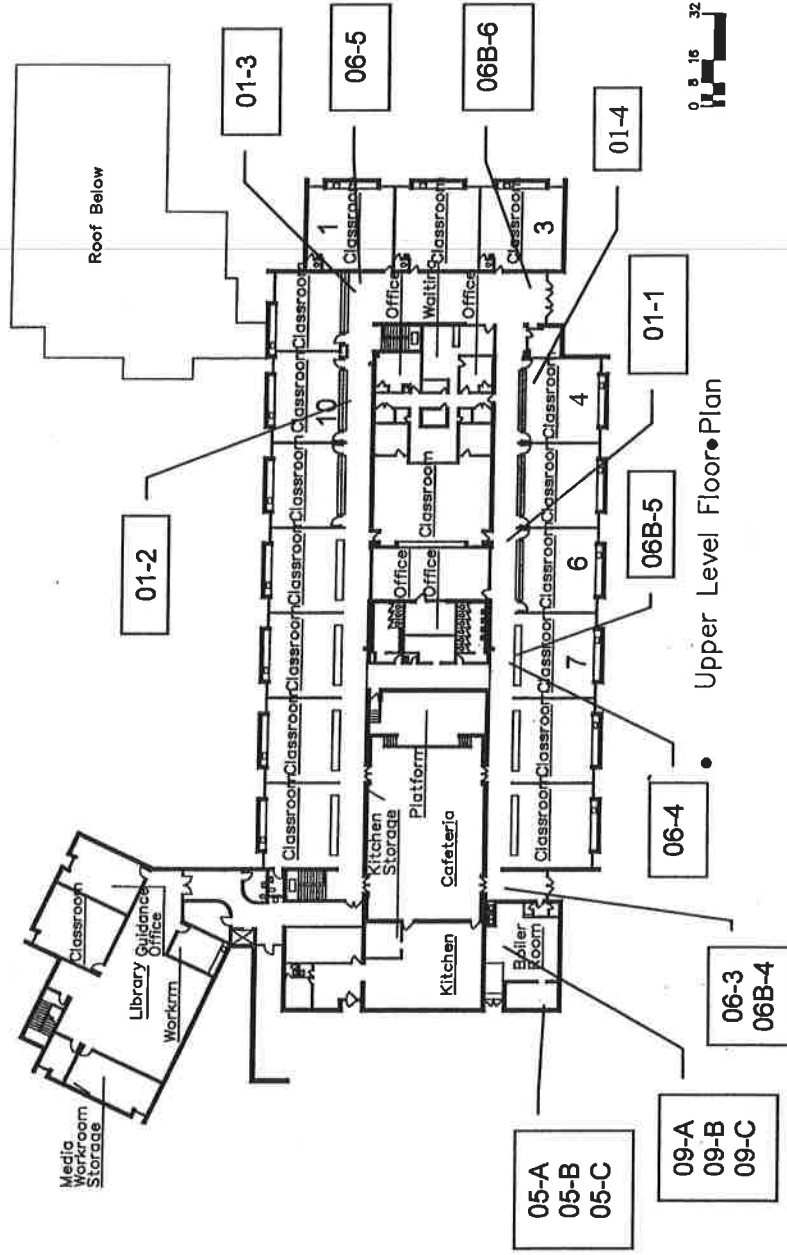 Roof Below
01-3
06-5
06B-6
0 8 16 32
01-4
01-2
01-1
06B-5
06-4
06-3
06B-4
09-A
09-B
09-C
05-A
05-B
05-C
Classroom
Classroom
Classroom
Classroom
Classroom
Classroom
Classroom
10
1
Classroom
Classroom
Classroom
3
Office
Waiting
Office
Classroom
Office
Office
Platform
Kitchen
Storage
Cafeteria
Kitchen
Boiler
Room
Classroom
Classroom
7
Classroom
6
Classroom
Classroom
4
Classroom
Guidance
Office
Library
Workrm
Media
Workroom
Storage
Upper Level Floor Plan